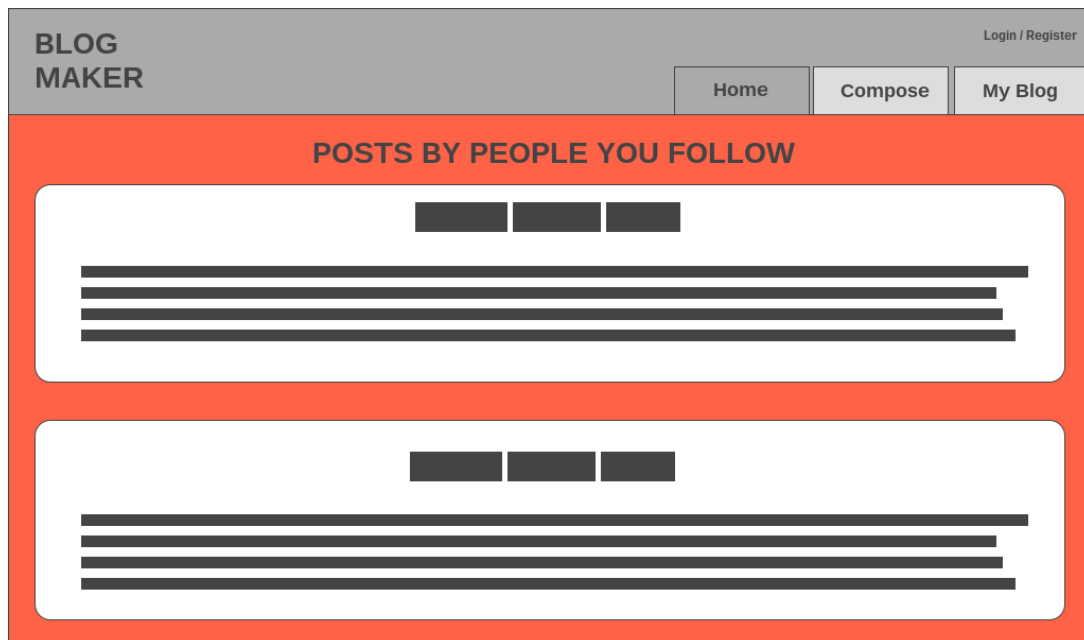 BLOG
MAKER
Login / Register
Home
Compose
My Blog
POSTS BY PEOPLE YOU FOLLOW